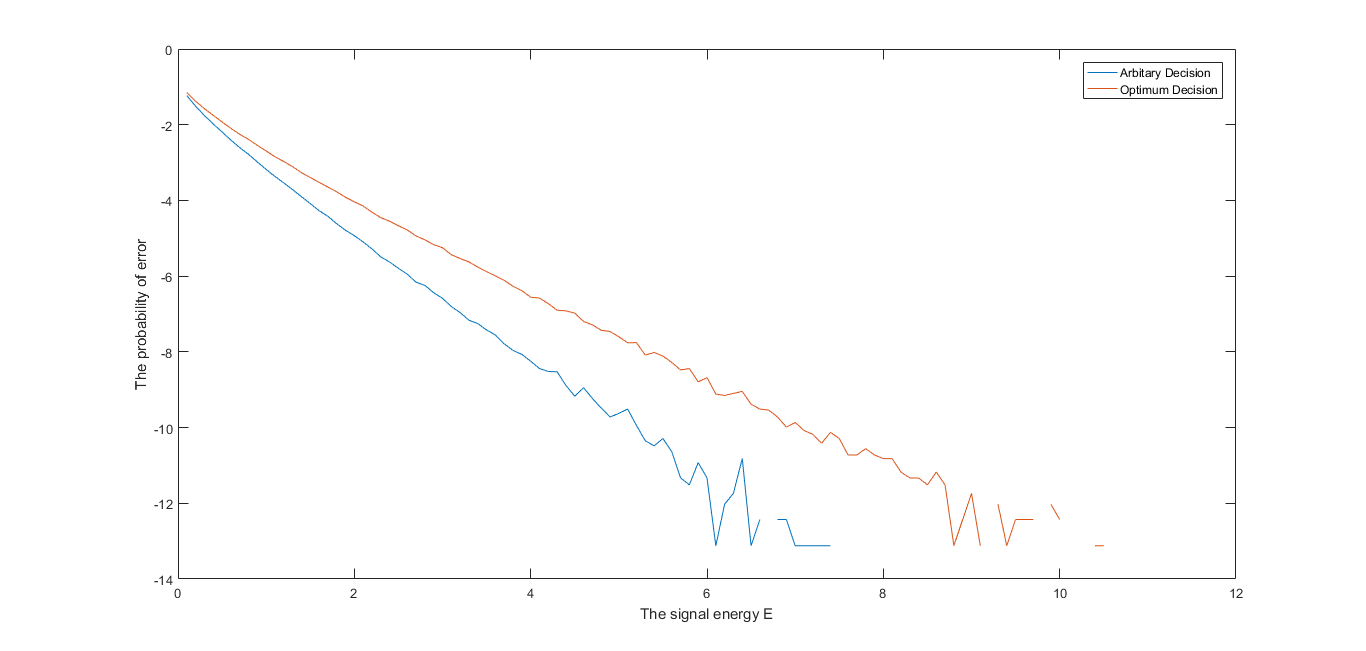 0
-2
-4
-6
-8
-10
-12
-14
0 2 4 6 8 10 12
The probability of error
The signal energy E
Arbitary Decision
Optimum Decision